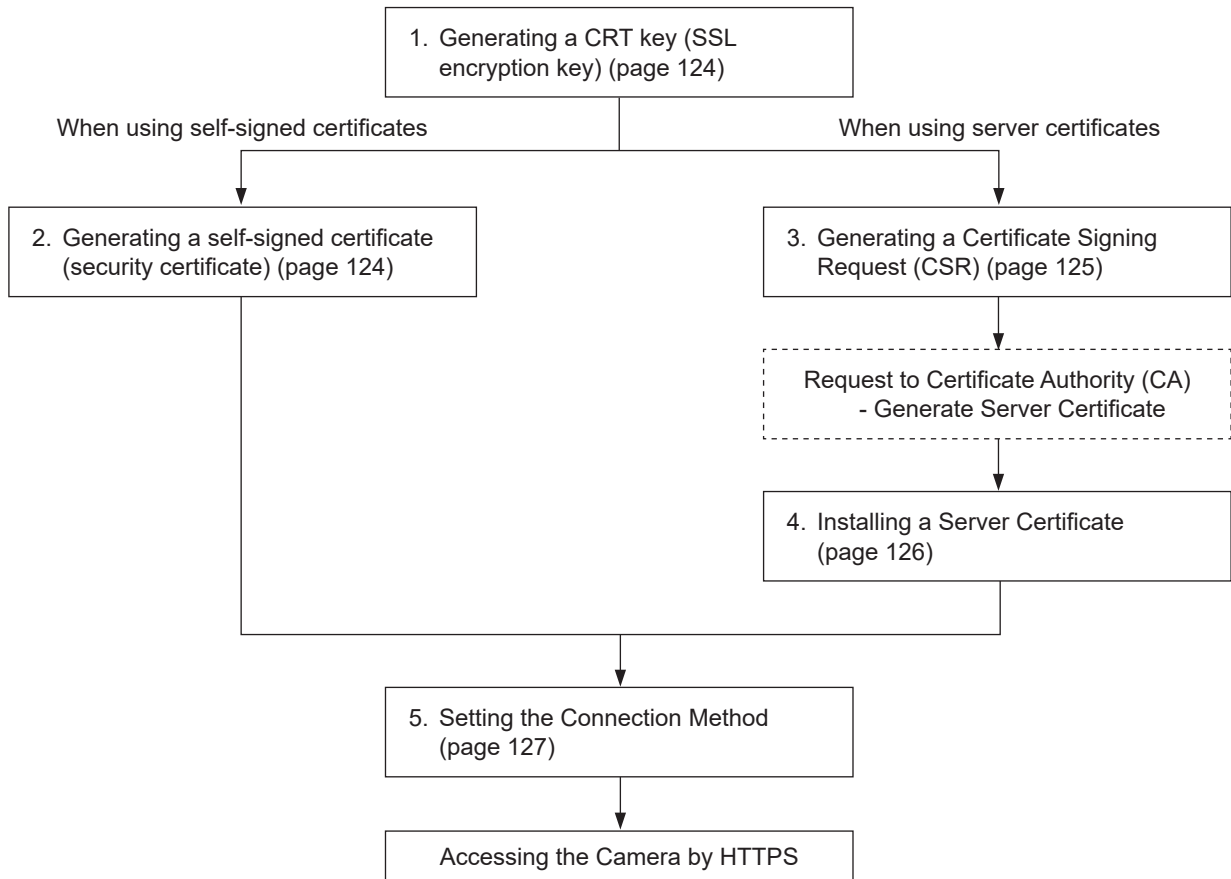 1. Generating a CRT key (SSL
encryption key) (page 124)
When using self-signed certificates
When using server certificates
2. Generating a self-signed certificate
(security certificate) (page 124)
3. Generating a Certificate Signing
Request (CSR) (page 125)
Request to Certificate Authority (CA)
- Generate Server Certificate
4. Installing a Server Certificate
(page 126)
5. Setting the Connection Method
(page 127)
Accessing the Camera by HTTPS